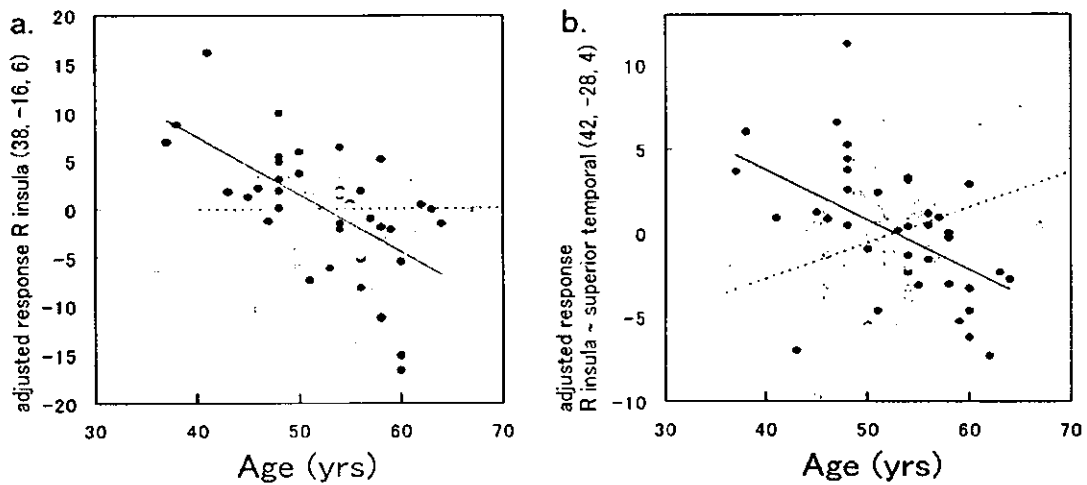 a.
adjusted response R insula (38, -16, 6)
20
15
10
5
0
-5
-10
-15
-20
30 40 50 60 70
Age (yrs)
b.
adjusted response
R insula ~ superior temporal (42, -28, 4)
10
5
0
-5
-10
30 40 50 60 70
Age (yrs)